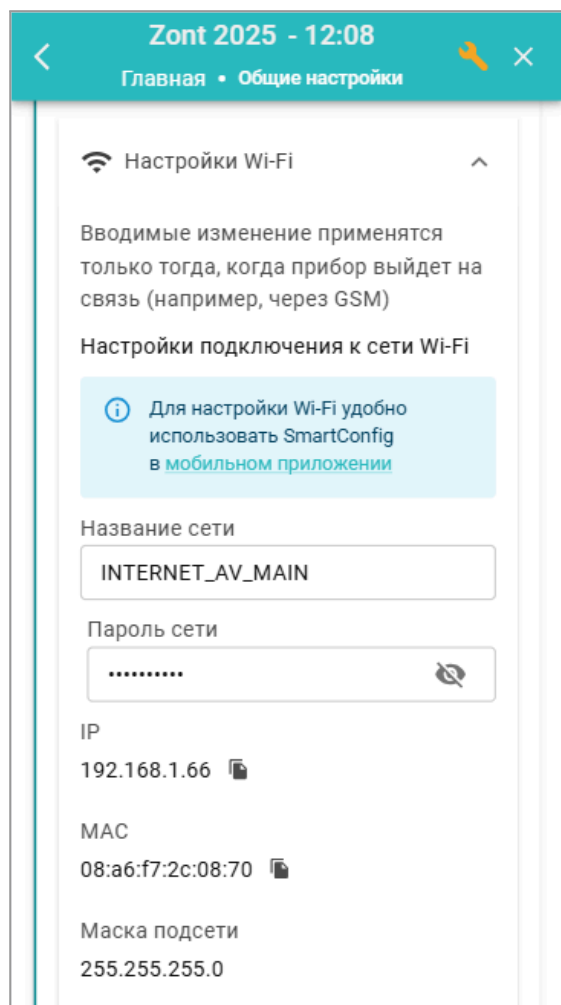 Zont 2025 - 12:08
Главная • Общие настройки
Настройки Wi-Fi
Вводимые изменение применятся
только тогда, когда прибор выйдет на
связь (например, через GSM)
Настройки подключения к сети Wi-Fi
Для настройки Wi-Fi удобно
использовать SmartConfig
в мобильном приложении
Название сети
INTERNET_AV_MAIN
Пароль сети
••••••••••
IP
192.168.1.66
MAC
08:a6:f7:2c:08:70
Маска подсети
255.255.255.0